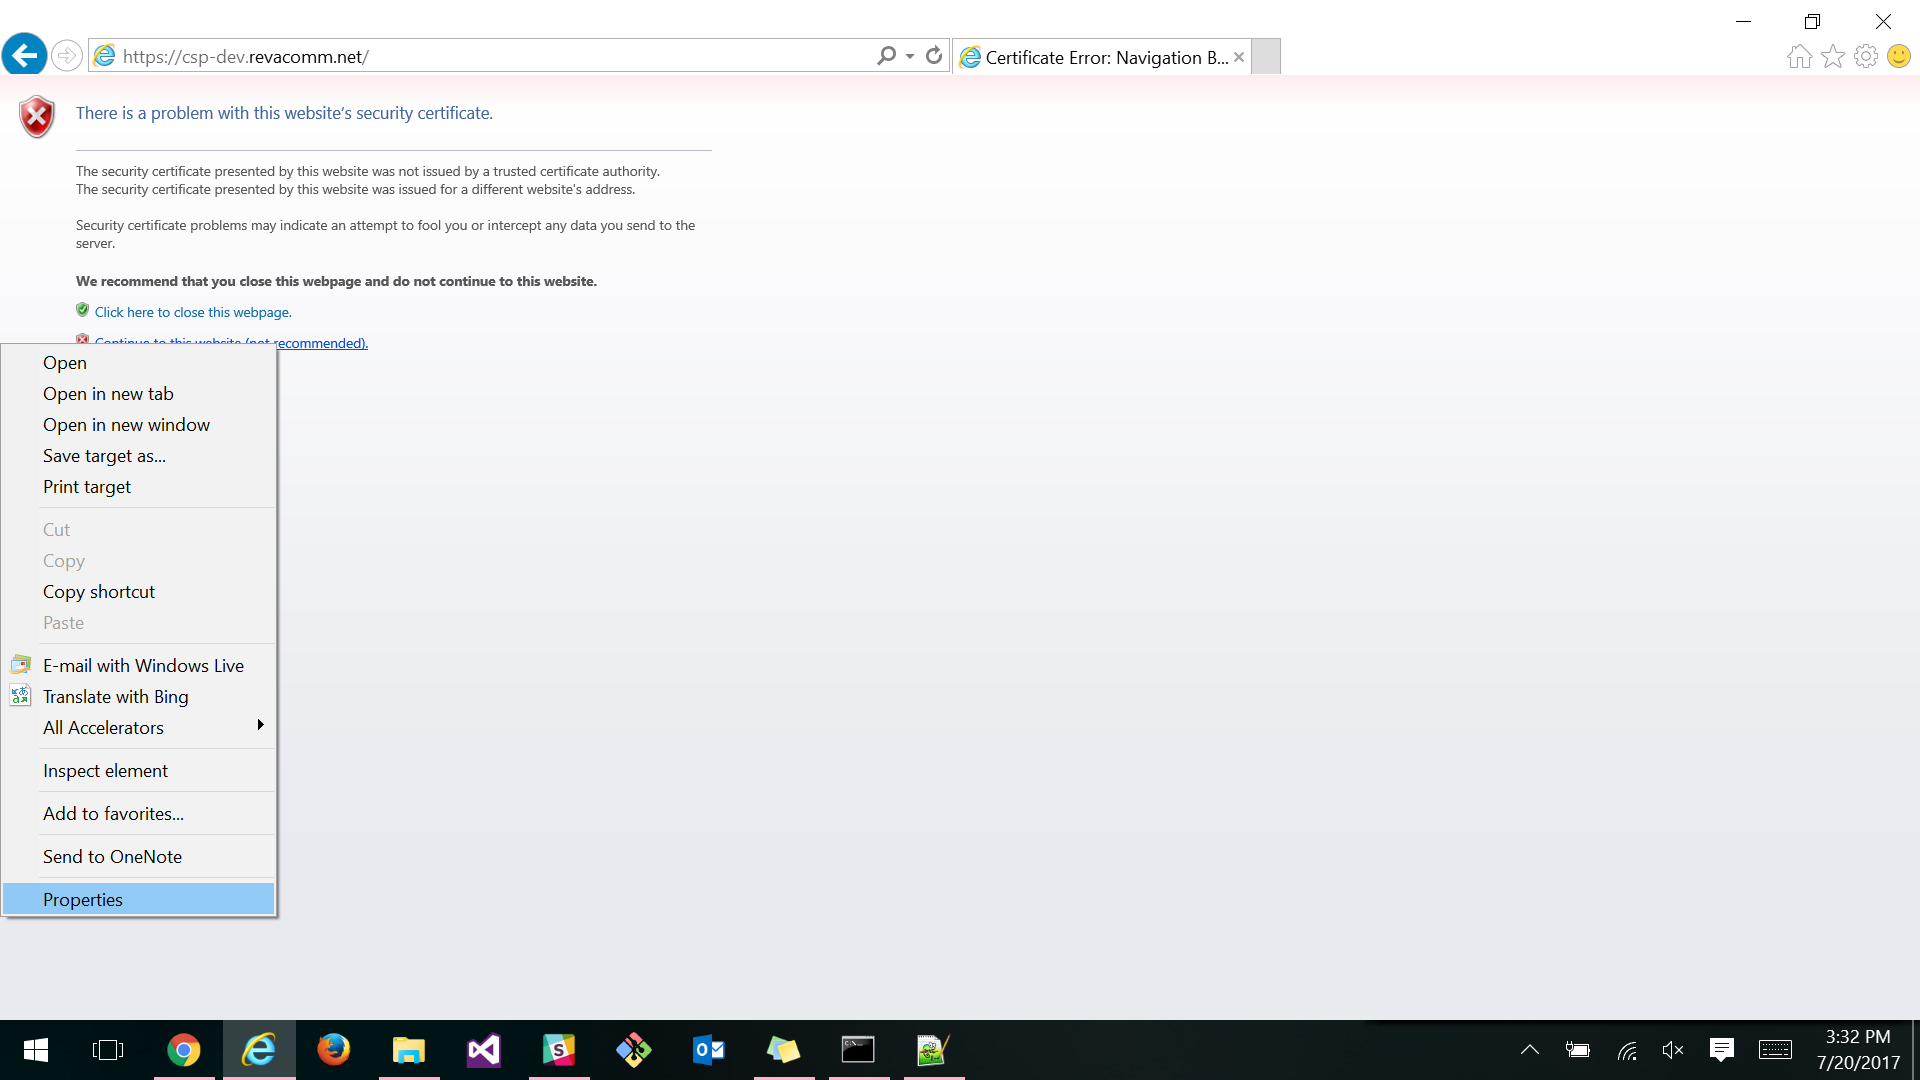 https://csp-dev.revacomm.net/
Certificate Error: Navigation B...
There is a problem with this website’s security certificate.
The security certificate presented by this website was not issued by a trusted certificate authority.
The security certificate presented by this website was issued for a different website's address.
Security certificate problems may indicate an attempt to fool you or intercept any data you send to the
server.
We recommend that you close this webpage and do not continue to this website.
Click here to close this webpage.
Continue to this website (not recommended).
Open
Open in new tab
Open in new window
Save target as...
Print target
Cut
Copy
Copy shortcut
Paste
E-mail with Windows Live
Translate with Bing
All Accelerators
Inspect element
Add to favorites...
Send to OneNote
Properties
3:32 PM
7/20/2017